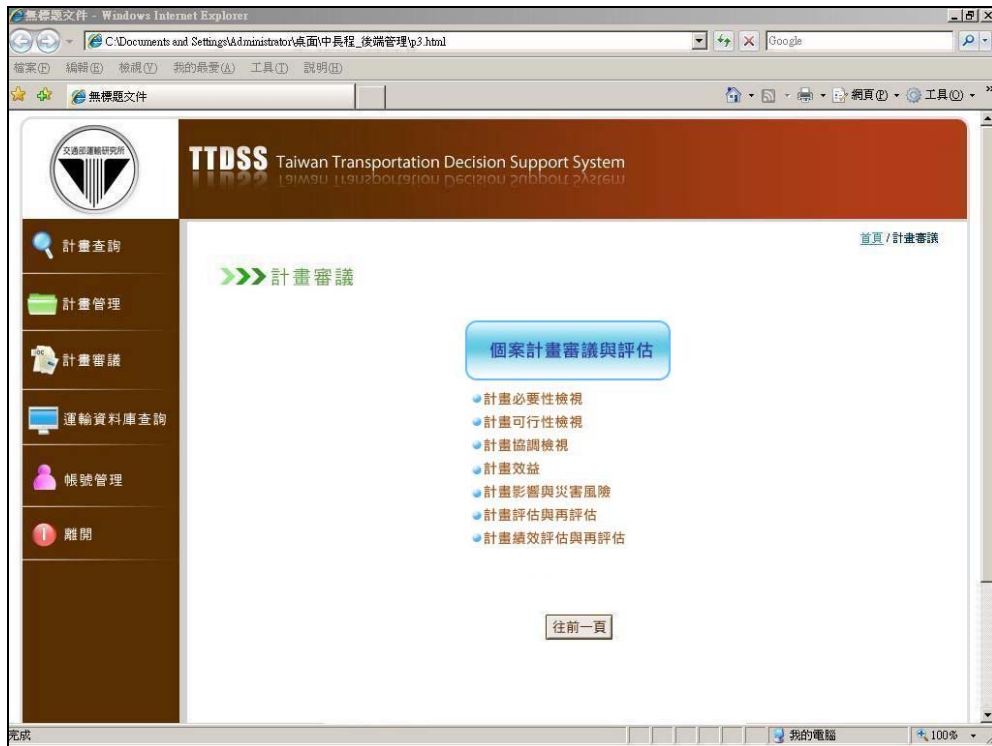 無標題文件 - Windows Internet Explorer
C:\Documents and Settings\Administrator\桌面\中長程_後端管理\p3.html
Google
檔案(F) 編輯(E) 檢視(V) 我的最愛(A) 工具(T) 說明(H)
無標題文件
網頁(P) 工具(O)
交通部運輸研究所
TTDSS Taiwan Transportation Decision Support System
首頁 / 計畫審議
計畫查詢
計畫管理
計畫審議
運輸資料庫查詢
帳號管理
離開
計畫審議
個案計畫審議與評估
計畫必要性檢視
計畫可行性檢視
計畫協調檢視
計畫效益
計畫影響與災害風險
計畫評估與再評估
計畫績效評估與再評估
往前一頁
完成
我的電腦
100%